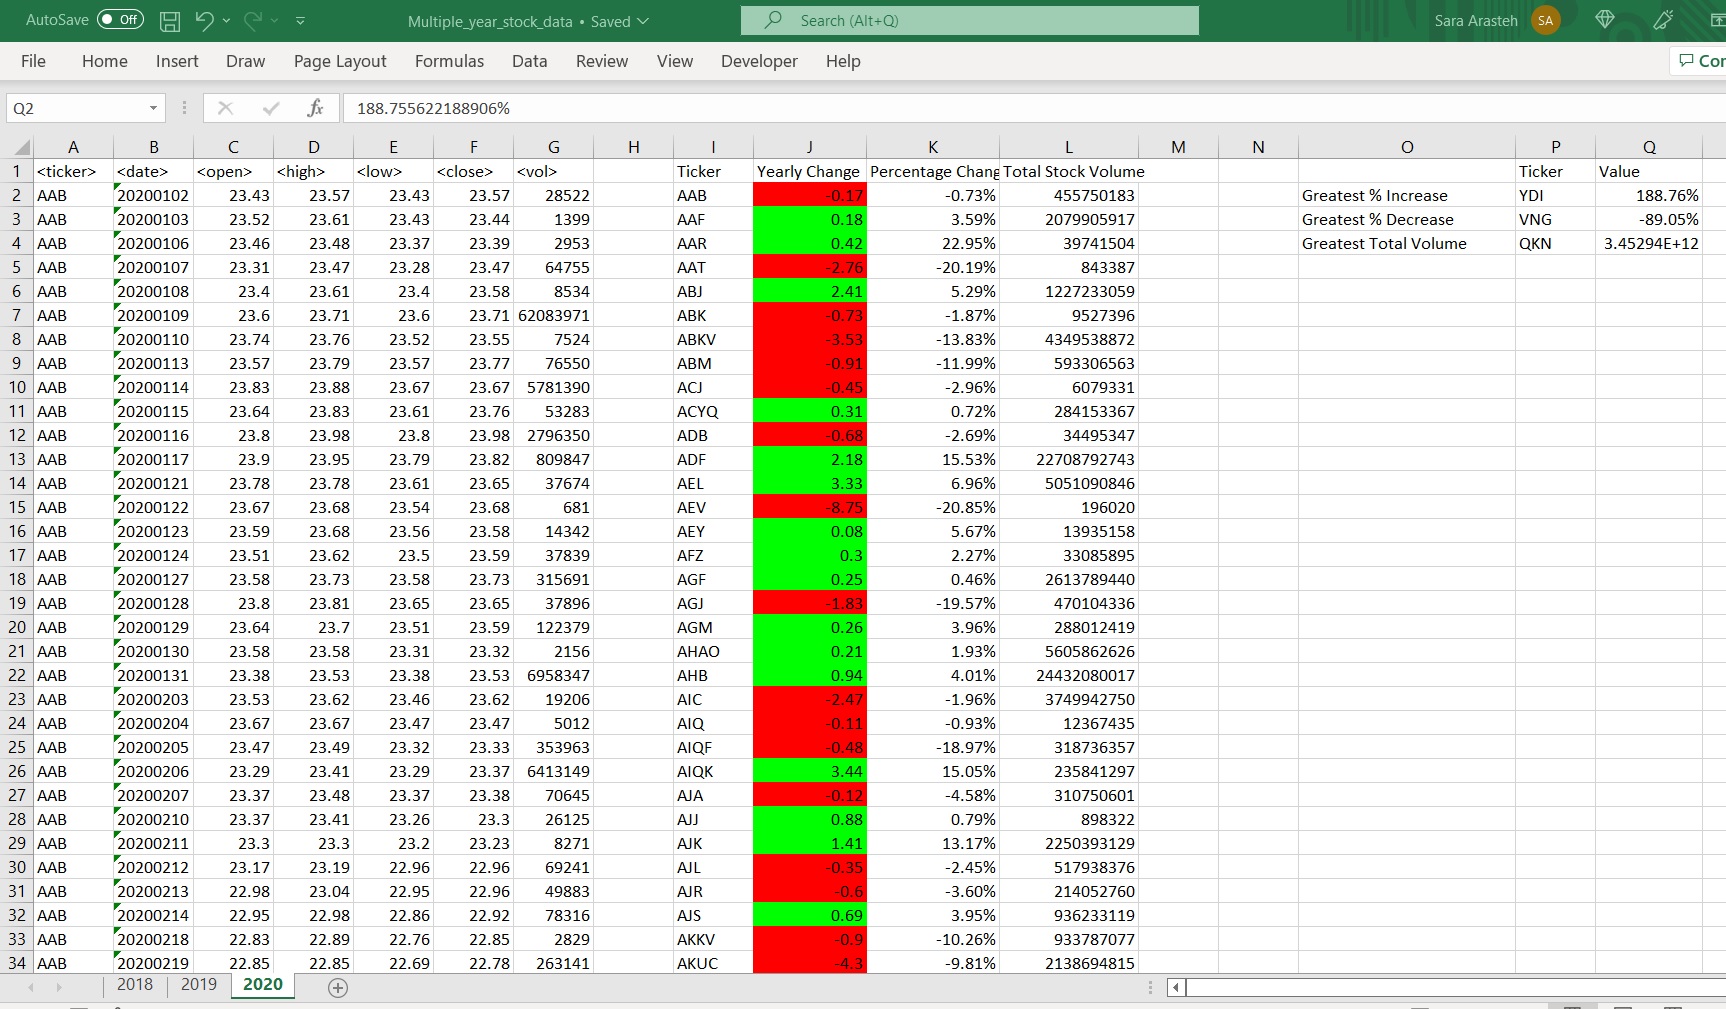 AutoSave Off Multiple_year_stock_data • Saved Search (Alt+Q) Sara Arasteh SA
File Home Insert Draw Page Layout Formulas Data Review View Developer Help
Q2 fx 188.755622188906%
A B C D E F G H I J K L M N O P Q
1 <ticker> <date> <open> <high> <low> <close> <vol> Ticker Yearly Change Percentage Chang Total Stock Volume Ticker Value
2 AAB 20200102 23.43 23.57 23.43 23.57 28522 AAB -0.17 -0.73% 455750183 Greatest % Increase YDI 188.76%
3 AAB 20200103 23.52 23.61 23.43 23.44 1399 AAF 0.18 3.59% 2079905917 Greatest % Decrease VNG -89.05%
4 AAB 20200106 23.46 23.48 23.37 23.39 2953 AAR 0.42 22.95% 39741504 Greatest Total Volume QKN 3.45294E+12
5 AAB 20200107 23.31 23.47 23.28 23.47 64755 AAT -2.76 -20.19% 843387
6 AAB 20200108 23.4 23.61 23.4 23.58 8534 ABJ 2.41 5.29% 1227233059
7 AAB 20200109 23.6 23.71 23.6 23.71 62083971 ABK -0.73 -1.87% 9527396
8 AAB 20200110 23.74 23.76 23.52 23.55 7524 ABKV -3.53 -13.83% 4349538872
9 AAB 20200113 23.57 23.79 23.57 23.77 76550 ABM -0.91 -11.99% 593306563
10 AAB 20200114 23.83 23.88 23.67 23.67 5781390 ACJ -0.45 -2.96% 6079331
11 AAB 20200115 23.64 23.83 23.61 23.76 53283 ACYQ 0.31 0.72% 284153367
12 AAB 20200116 23.8 23.98 23.8 23.98 2796350 ADB -0.68 -2.69% 34495347
13 AAB 20200117 23.9 23.95 23.79 23.82 809847 ADF 2.18 15.53% 22708792743
14 AAB 20200121 23.78 23.78 23.61 23.65 37674 AEL 3.33 6.96% 5051090846
15 AAB 20200122 23.67 23.68 23.54 23.68 681 AEV -8.75 -20.85% 196020
16 AAB 20200123 23.59 23.68 23.56 23.58 14342 AEY 0.08 5.67% 13935158
17 AAB 20200124 23.51 23.62 23.5 23.59 37839 AFZ 0.3 2.27% 33085895
18 AAB 20200127 23.58 23.73 23.58 23.73 315691 AGF 0.25 0.46% 2613789440
19 AAB 20200128 23.8 23.81 23.65 23.65 37896 AGJ -1.83 -19.57% 470104336
20 AAB 20200129 23.64 23.7 23.51 23.59 122379 AGM 0.26 3.96% 288012419
21 AAB 20200130 23.58 23.58 23.31 23.32 2156 AHAO 0.21 1.93% 5605862626
22 AAB 20200131 23.38 23.53 23.38 23.53 6958347 AHB 0.94 4.01% 24432080017
23 AAB 20200203 23.53 23.62 23.46 23.62 19206 AIC -2.47 -1.96% 3749942750
24 AAB 20200204 23.67 23.67 23.47 23.47 5012 AIQ -0.11 -0.93% 12367435
25 AAB 20200205 23.47 23.49 23.32 23.33 353963 AIQF -0.48 -18.97% 318736357
26 AAB 20200206 23.29 23.41 23.29 23.37 6413149 AIQK 3.44 15.05% 235841297
27 AAB 20200207 23.37 23.48 23.37 23.38 70645 AJA -0.12 -4.58% 310750601
28 AAB 20200210 23.37 23.41 23.26 23.3 26125 AJJ 0.88 0.79% 898322
29 AAB 20200211 23.3 23.3 23.2 23.23 8271 AJK 1.41 13.17% 2250393129
30 AAB 20200212 23.17 23.19 22.96 22.96 69241 AJL -0.35 -2.45% 517938376
31 AAB 20200213 22.98 23.04 22.95 22.96 49883 AJR -0.6 -3.60% 214052760
32 AAB 20200214 22.95 22.98 22.86 22.92 78316 AJS 0.69 3.95% 936233119
33 AAB 20200218 22.83 22.89 22.76 22.85 2829 AKKV -0.9 -10.26% 933787077
34 AAB 20200219 22.85 22.85 22.69 22.78 263141 AKUC -4.3 -9.81% 2138694815
2018 2019 2020